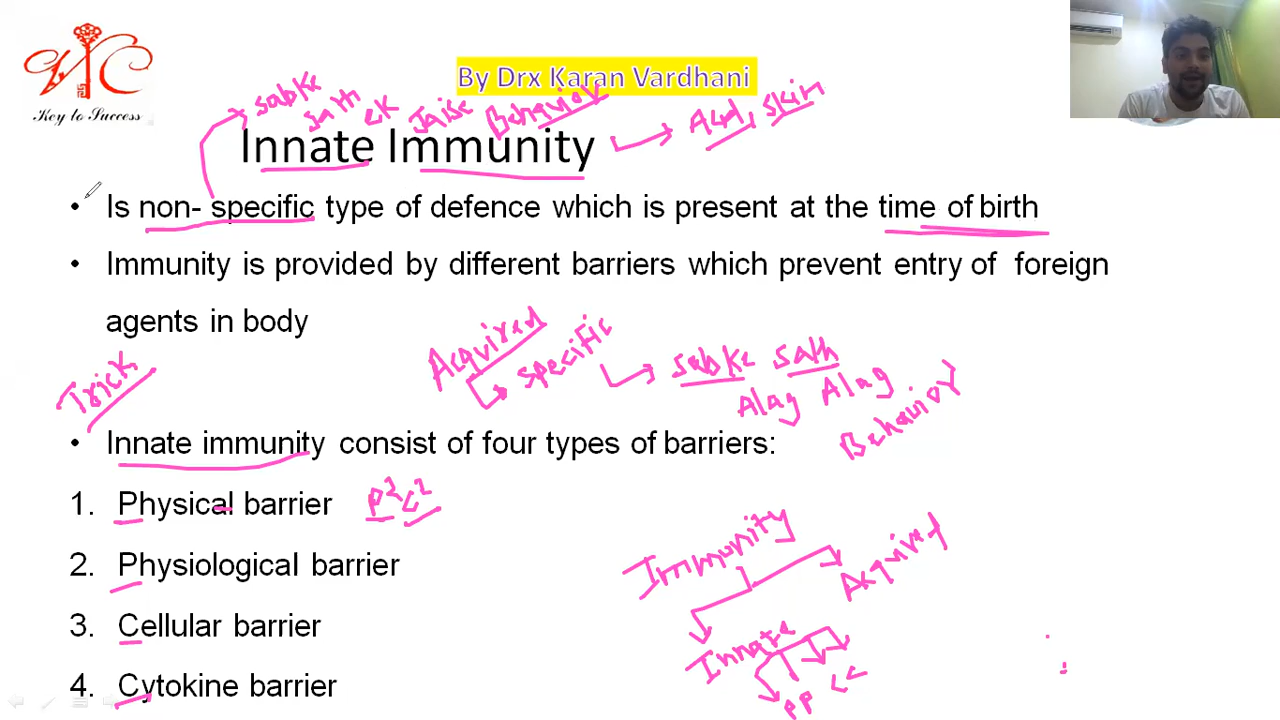 VKC
Key to Success
By Drx Karan Vardhani
sabke sath ek Jaise Behavior
Innate Immunity
Acid, skin
• Is non- specific type of defence which is present at the time of birth
• Immunity is provided by different barriers which prevent entry of foreign
agents in body
Acquired
specific
sabke sath
Alag Alag
Behavior
Trick
• Innate immunity consist of four types of barriers:
1. Physical barrier
P2C2
2. Physiological barrier
3. Cellular barrier
4. Cytokine barrier
Immunity
Acquired
Innate
PP CC